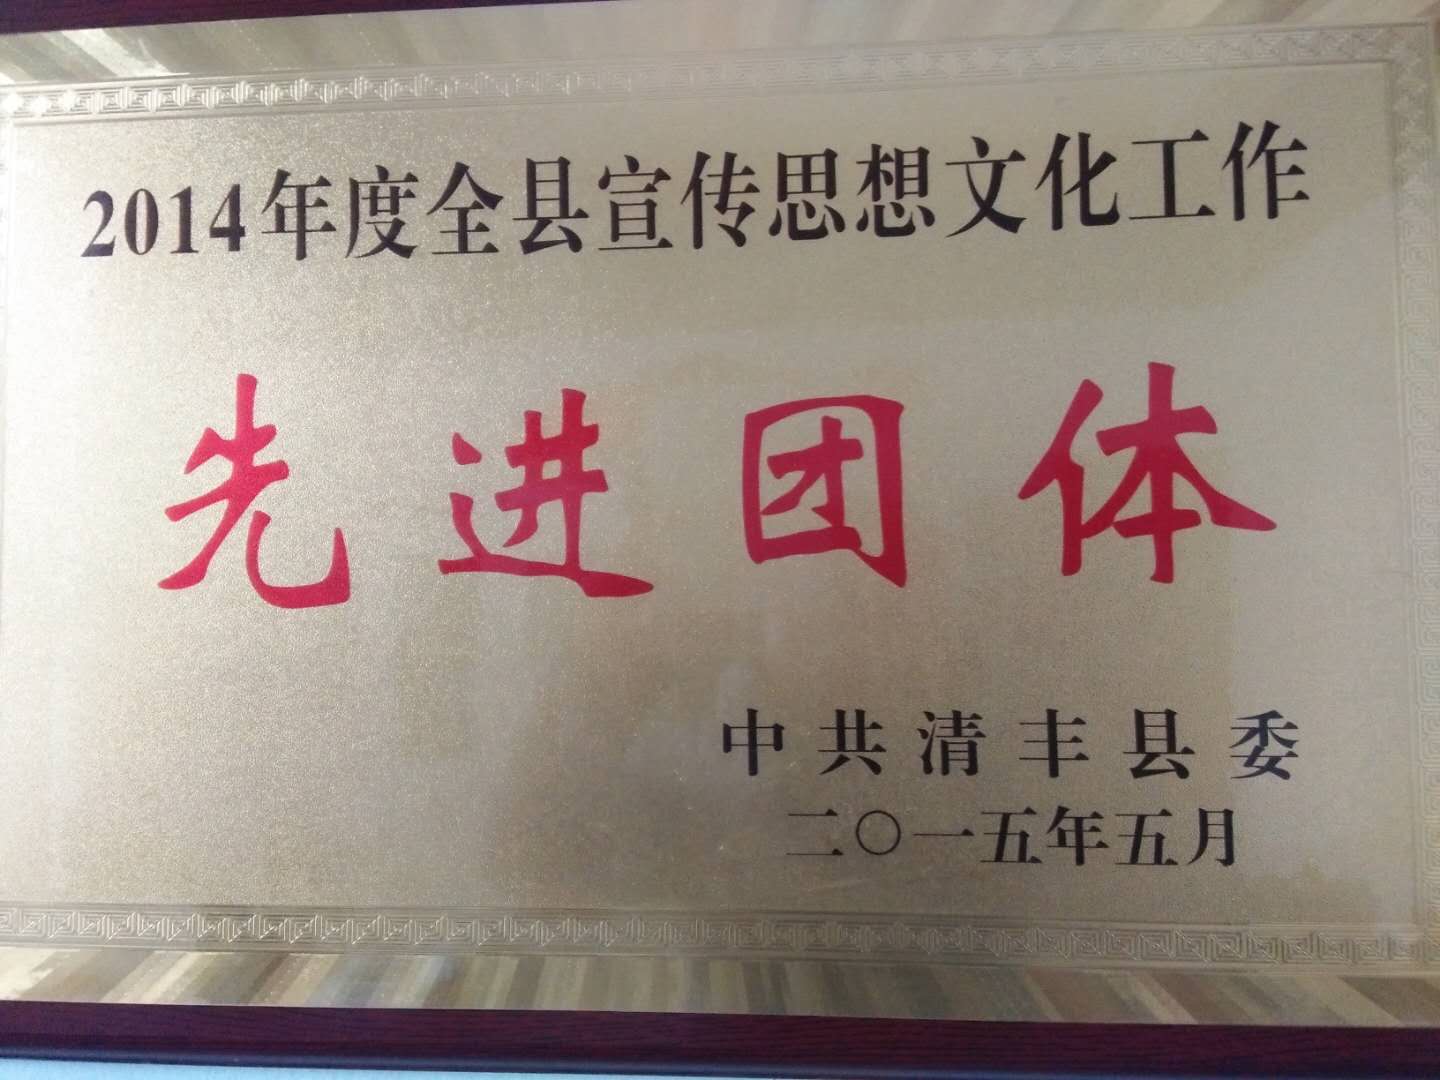 2014年度全县宣传思想文化工作
先进团体
中共清丰县委
二〇一五年五月